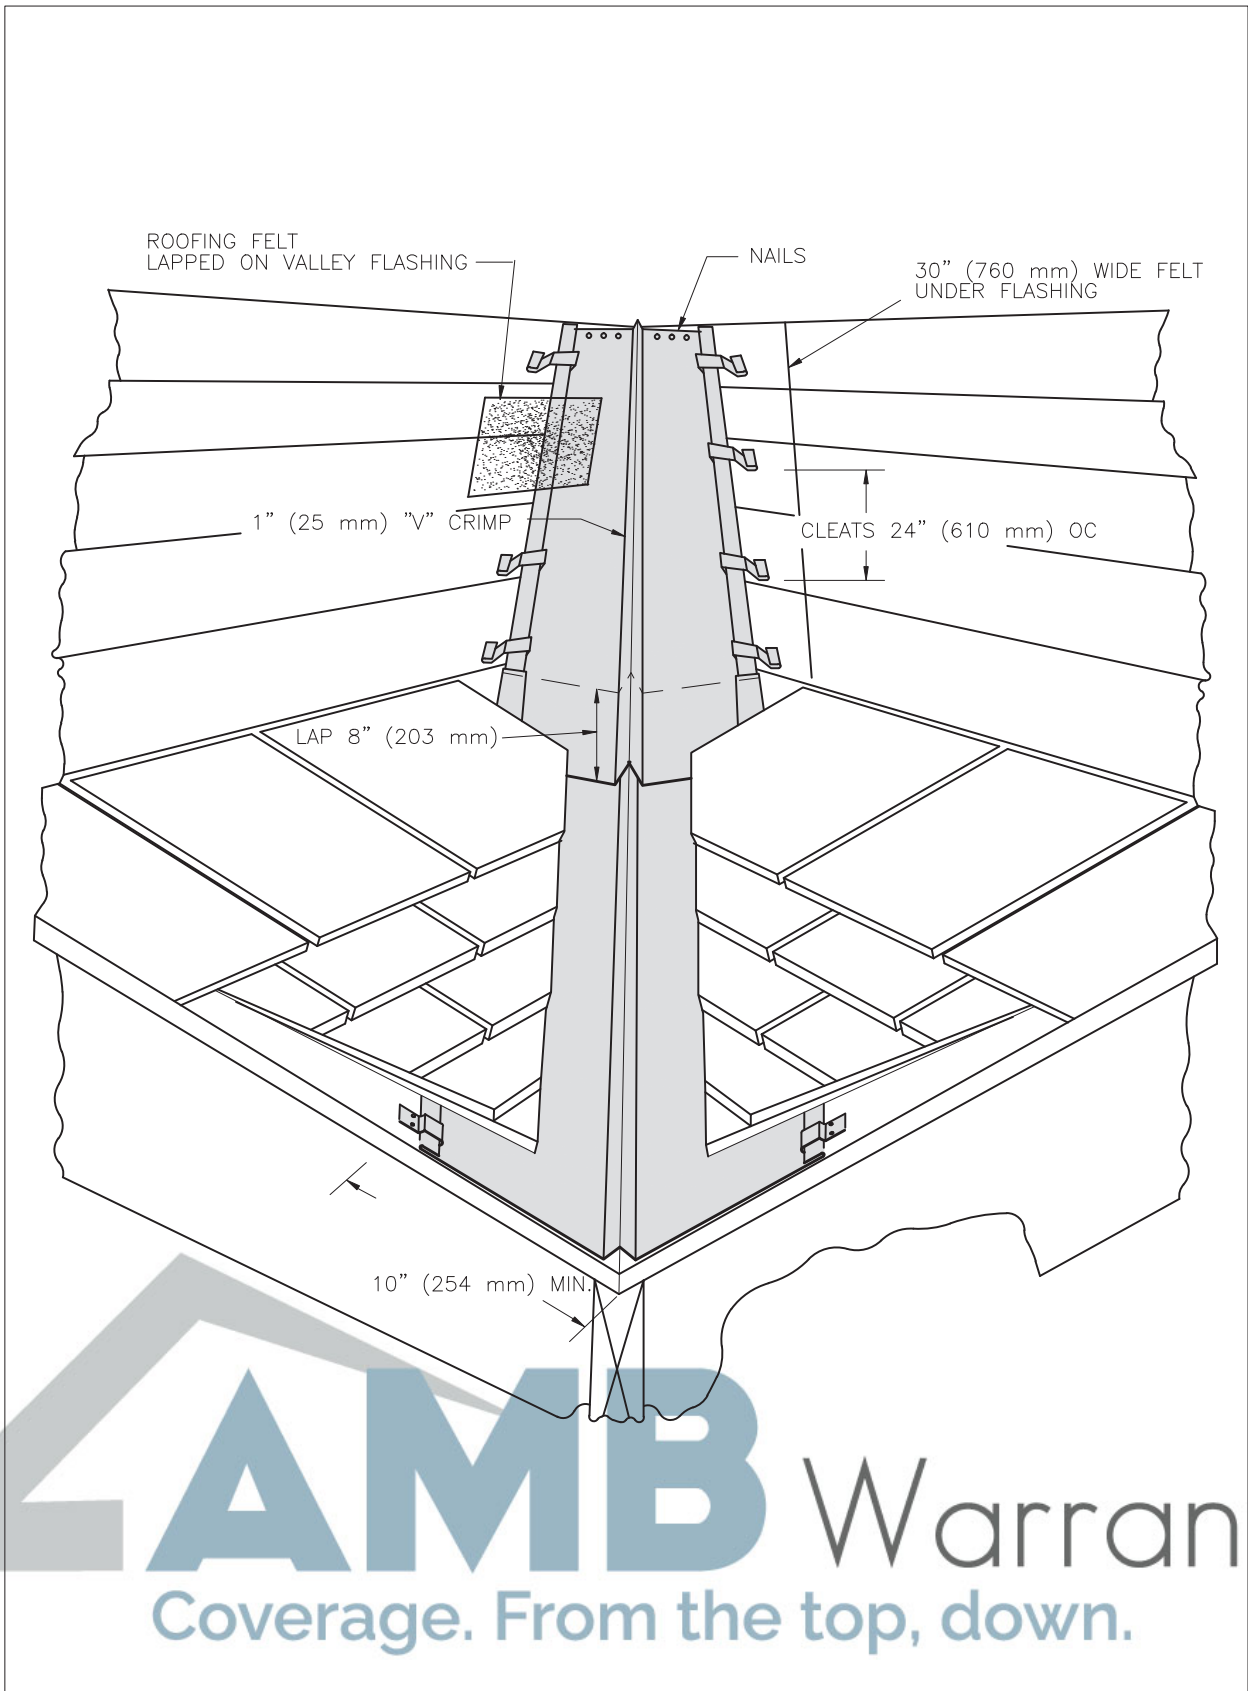 ROOFING FELT
LAPPED ON VALLEY FLASHING
NAILS
30” (760 mm) WIDE FELT
UNDER FLASHING
1” (25 mm) ”V” CRIMP
CLEATS 24” (610 mm) OC
LAP 8” (203 mm)
10” (254 mm) MIN.
AMB Warran
Coverage. From the top, down.